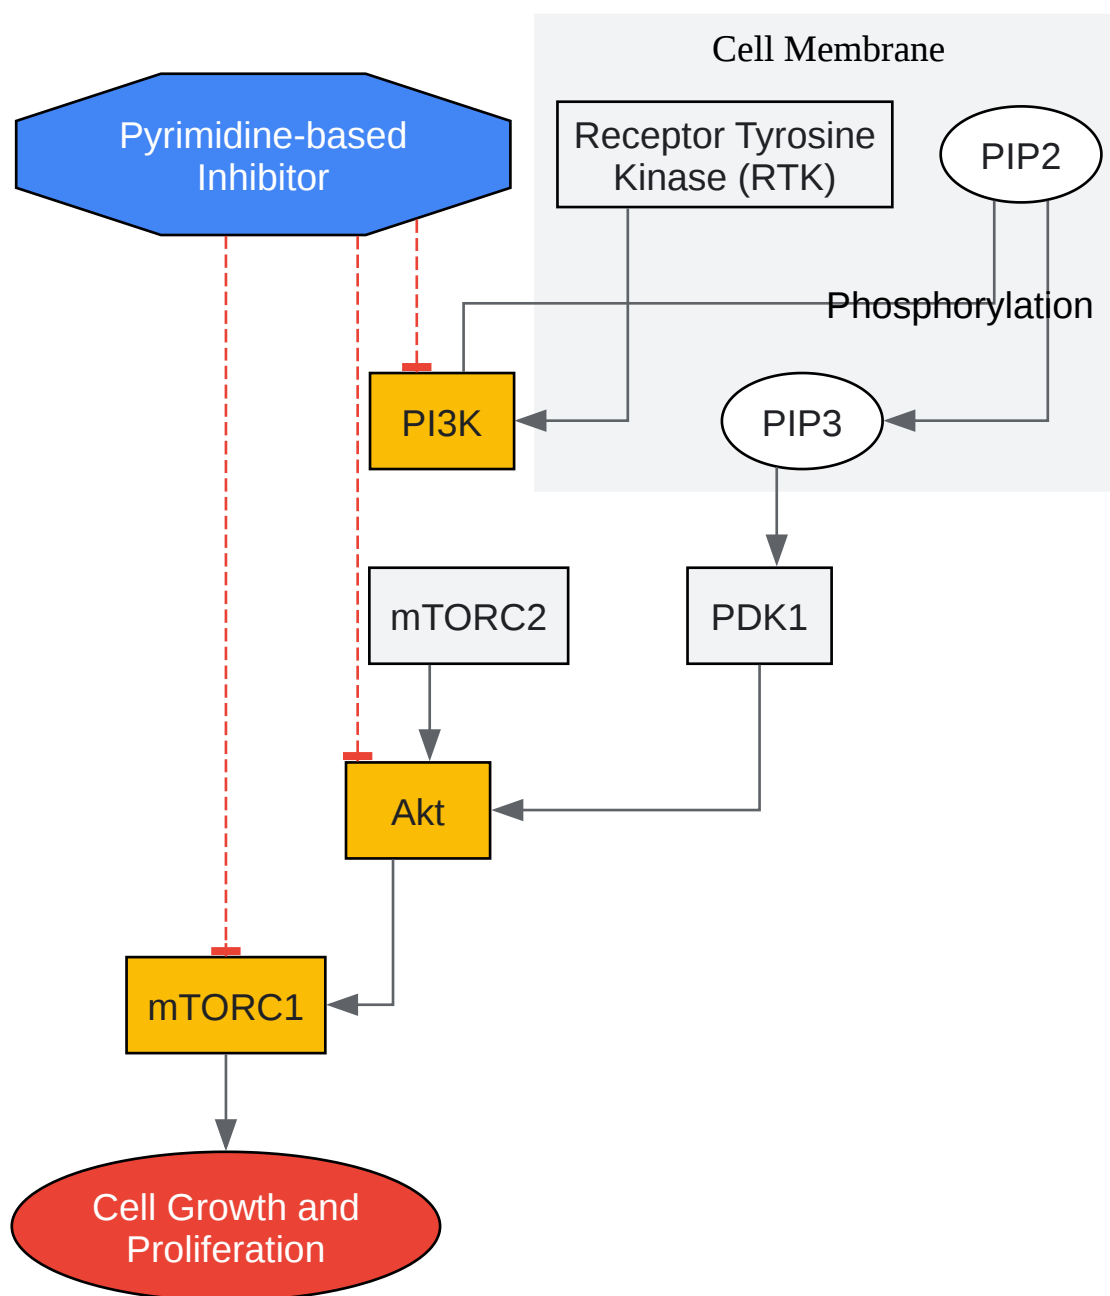 Cell Membrane
Pyrimidine-based
Inhibitor
Receptor Tyrosine
Kinase (RTK)
PIP2
Phosphorylation
PI3K
PIP3
mTORC2
PDK1
Akt
mTORC1
Cell Growth and
Proliferation